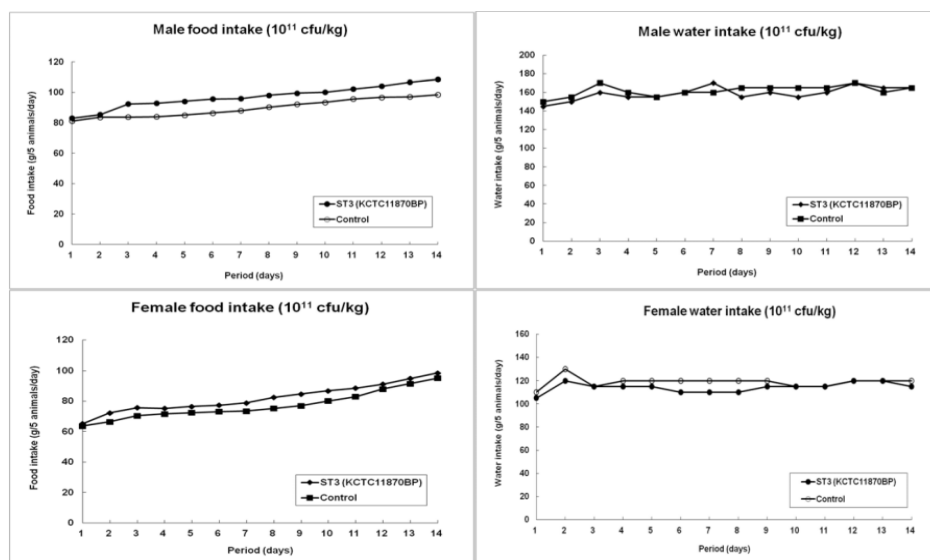 Male food intake (10¹¹ cfu/kg)
Food intake (g/5 animals/day)
120
100
80
60
40
20
0
ST3 (KCTC11870BP)
Control
1 2 3 4 5 6 7 8 9 10 11 12 13 14
Period (days)
Male water intake (10¹¹ cfu/kg)
Water intake (g/5 animals/day)
200
180
160
140
120
100
80
60
40
20
0
ST3 (KCTC11870BP)
Control
1 2 3 4 5 6 7 8 9 10 11 12 13 14
Period (days)
Female food intake (10¹¹ cfu/kg)
Food intake (g/5 animals/day)
120
100
80
60
40
20
0
ST3 (KCTC11870BP)
Control
1 2 3 4 5 6 7 8 9 10 11 12 13 14
Period (days)
Female water intake (10¹¹ cfu/kg)
Water intake (g/5 animals/day)
160
140
120
100
80
60
40
20
0
ST3 (KCTC11870BP)
Control
1 2 3 4 5 6 7 8 9 10 11 12 13 14
Period (days)